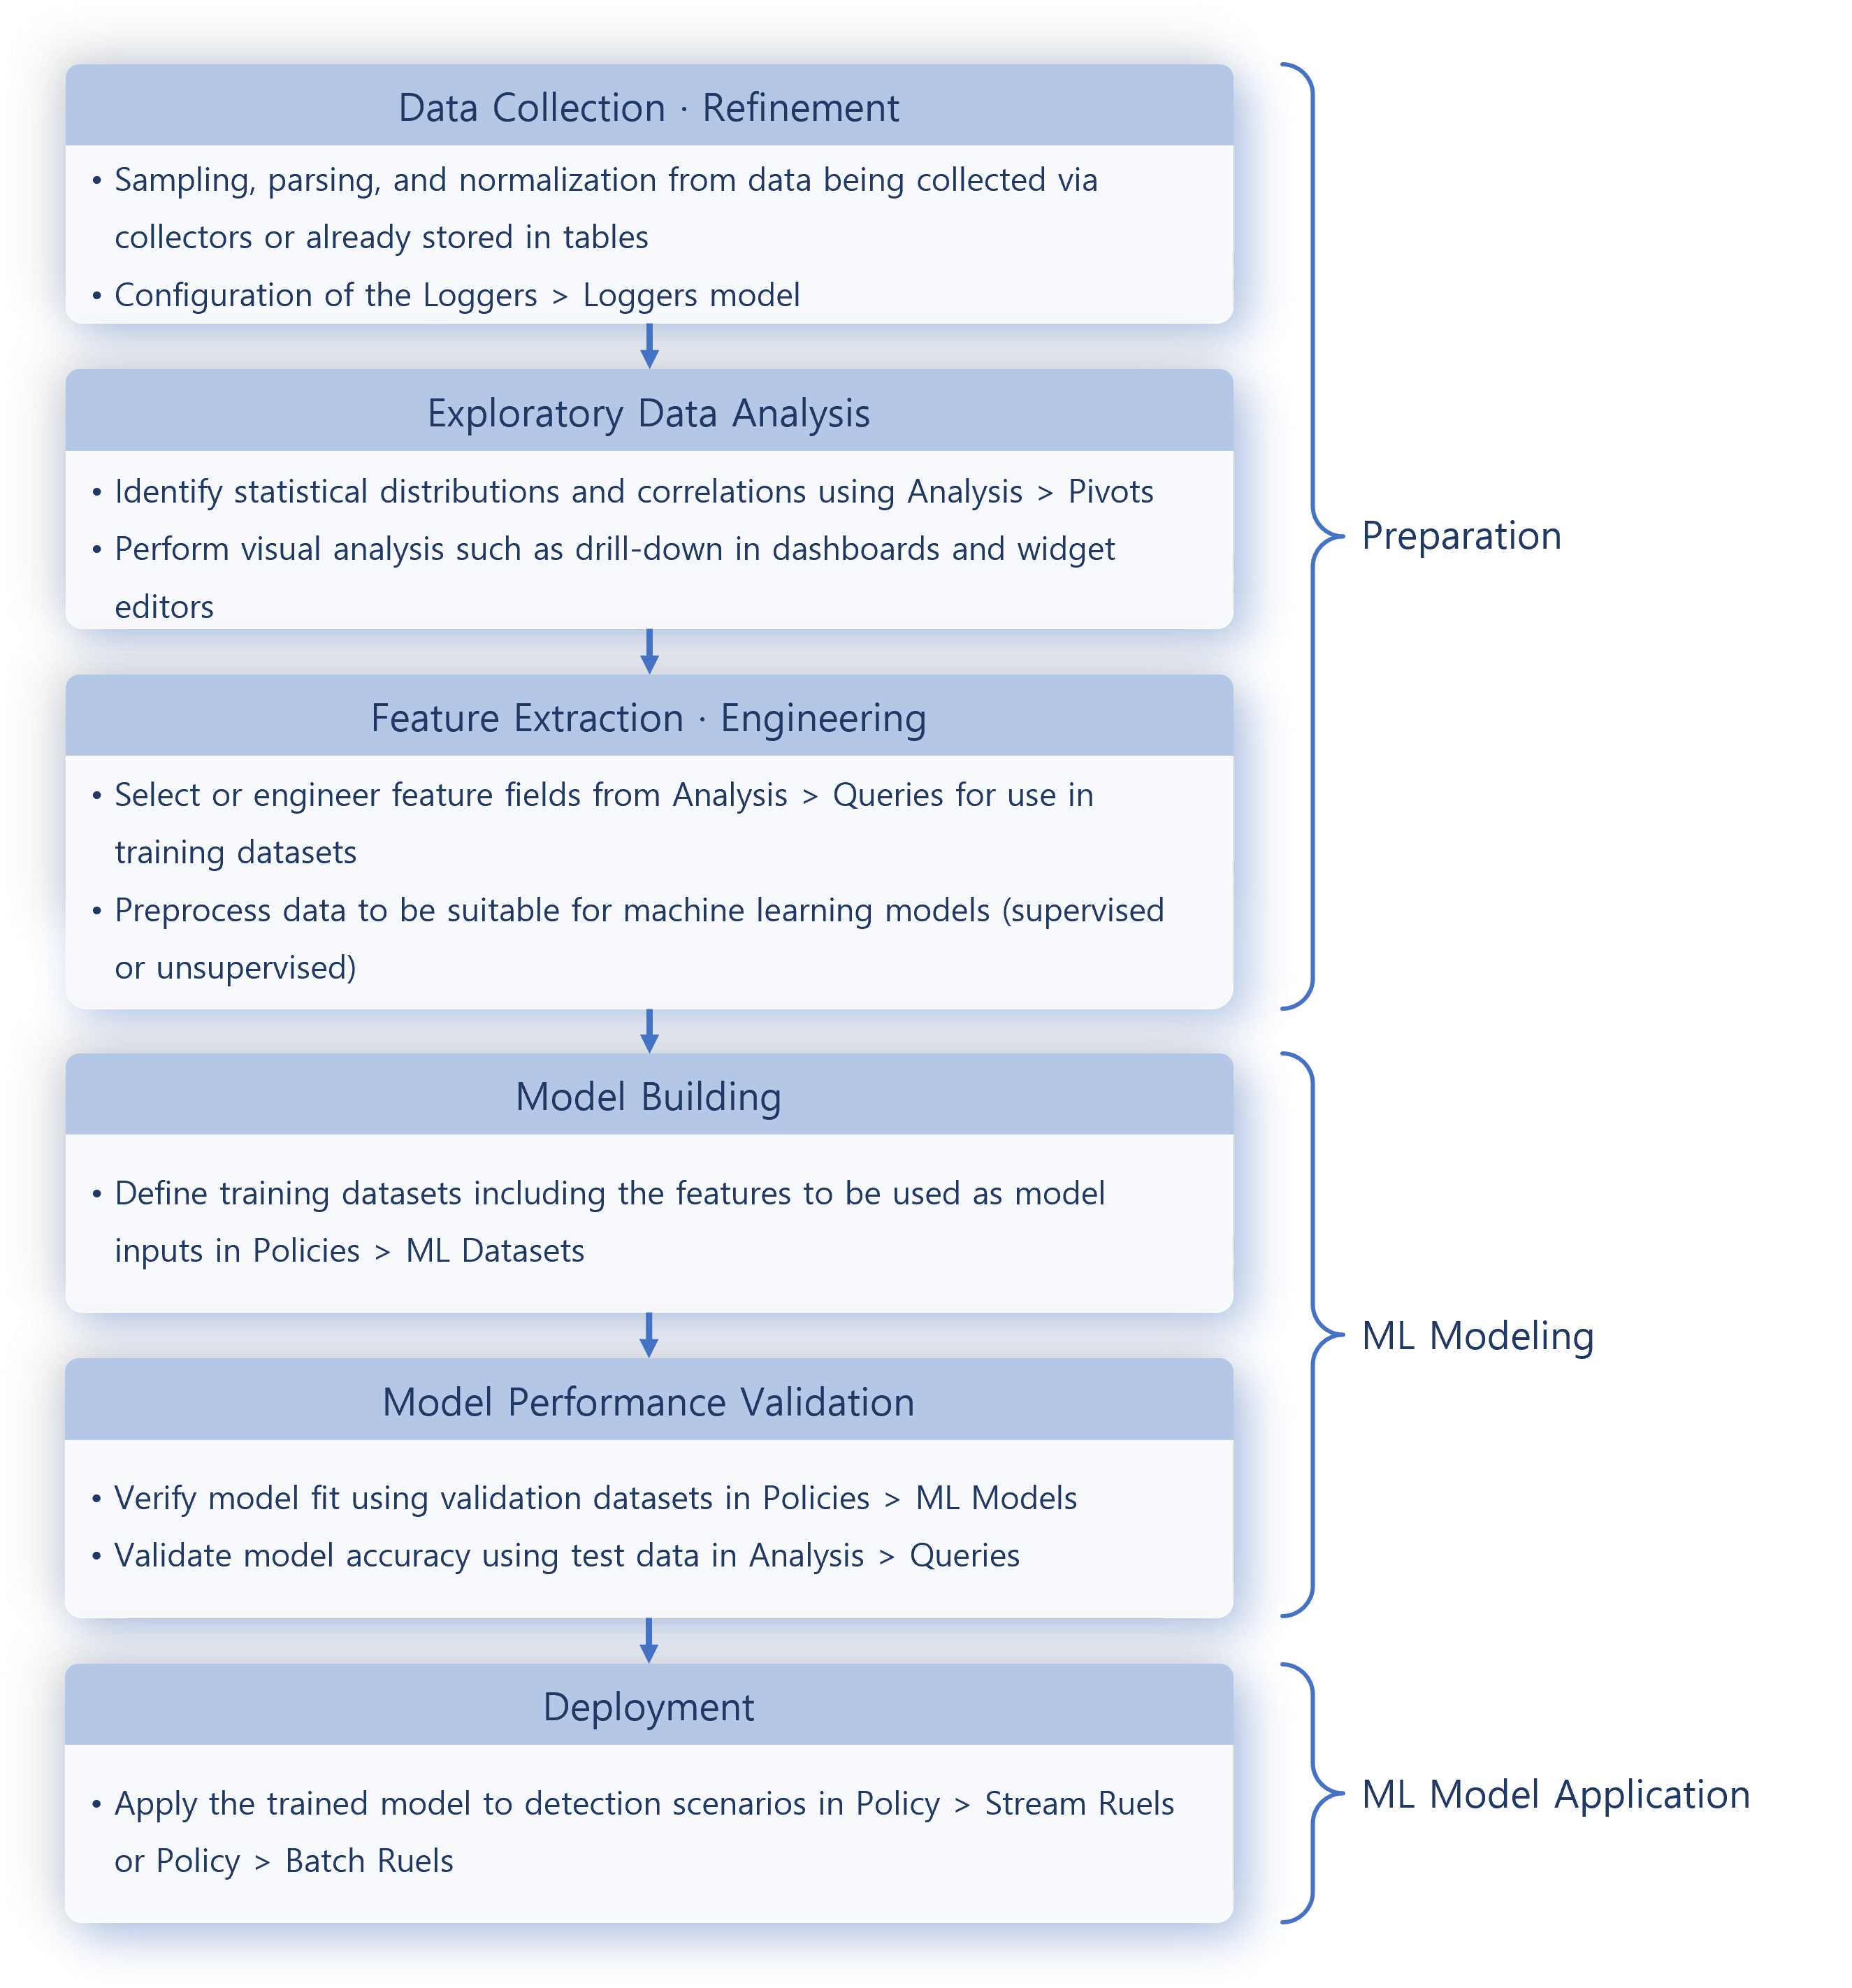 Data Collection · Refinement
• Sampling, parsing, and normalization from data being collected via
collectors or already stored in tables
• Configuration of the Loggers > Loggers model
Exploratory Data Analysis
• Identify statistical distributions and correlations using Analysis > Pivots
• Perform visual analysis such as drill-down in dashboards and widget
editors
Feature Extraction · Engineering
• Select or engineer feature fields from Analysis > Queries for use in
training datasets
• Preprocess data to be suitable for machine learning models (supervised
or unsupervised)
Preparation
Model Building
• Define training datasets including the features to be used as model
inputs in Policies > ML Datasets
Model Performance Validation
• Verify model fit using validation datasets in Policies > ML Models
• Validate model accuracy using test data in Analysis > Queries
ML Modeling
Deployment
• Apply the trained model to detection scenarios in Policy > Stream Ruels
or Policy > Batch Ruels
ML Model Application